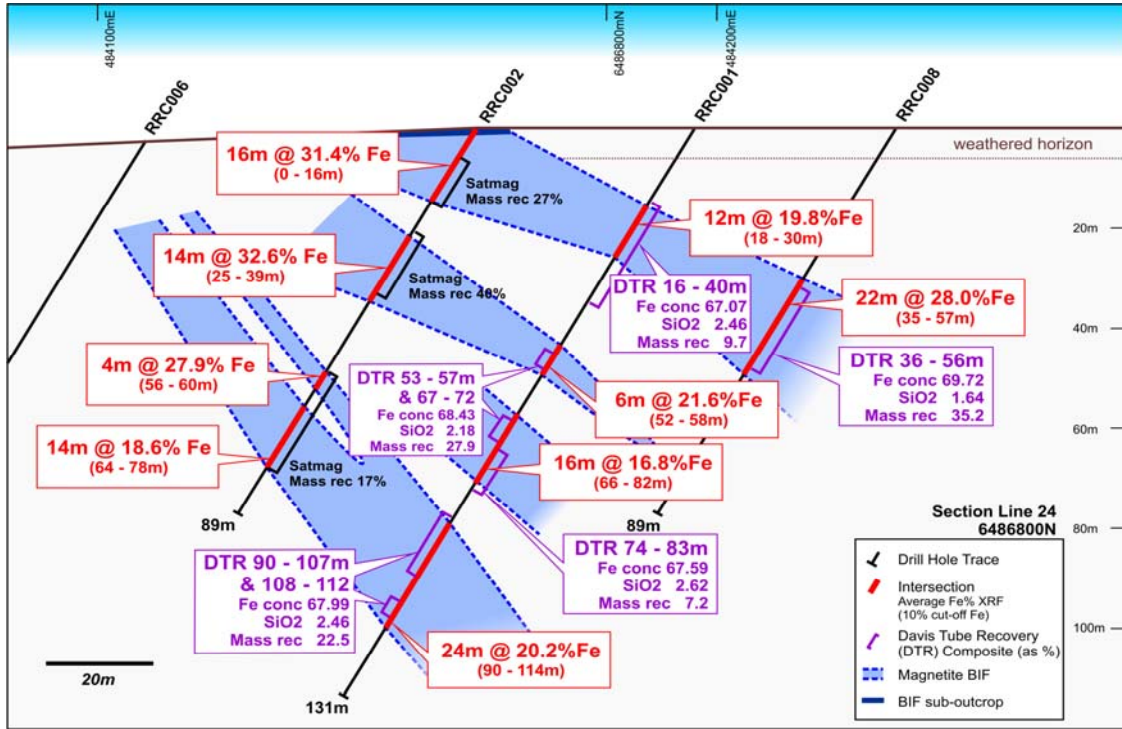 484100mE
6486800mN
484200mE
RRC006
RRC002
RRC001
RRC008
weathered horizon
16m @ 31.4% Fe
(0 - 16m)
Satmag
Mass rec 27%
12m @ 19.8%Fe
(18 - 30m)
20m
14m @ 32.6% Fe
(25 - 39m)
Satmag
Mass rec 40%
DTR 16 - 40m
Fe conc 67.07
SiO2 2.46
Mass rec 9.7
22m @ 28.0%Fe
(35 - 57m)
40m
4m @ 27.9% Fe
(56 - 60m)
DTR 53 - 57m
& 67 - 72
Fe conc 68.43
SiO2 2.18
Mass rec 27.9
6m @ 21.6%Fe
(52 - 58m)
DTR 36 - 56m
Fe conc 69.72
SiO2 1.64
Mass rec 35.2
60m
14m @ 18.6% Fe
(64 - 78m)
Satmag
Mass rec 17%
16m @ 16.8%Fe
(66 - 82m)
89m
89m
Section Line 24
6486800N
80m
DTR 90 - 107m
& 108 - 112
Fe conc 67.99
SiO2 2.46
Mass rec 22.5
DTR 74 - 83m
Fe conc 67.59
SiO2 2.62
Mass rec 7.2
24m @ 20.2%Fe
(90 - 114m)
100m
20m
131m
Drill Hole Trace
Intersection
Average Fe% XRF
(10% cut-off Fe)
Davis Tube Recovery
(DTR) Composite (as %)
Magnetite BIF
BIF sub-outcrop